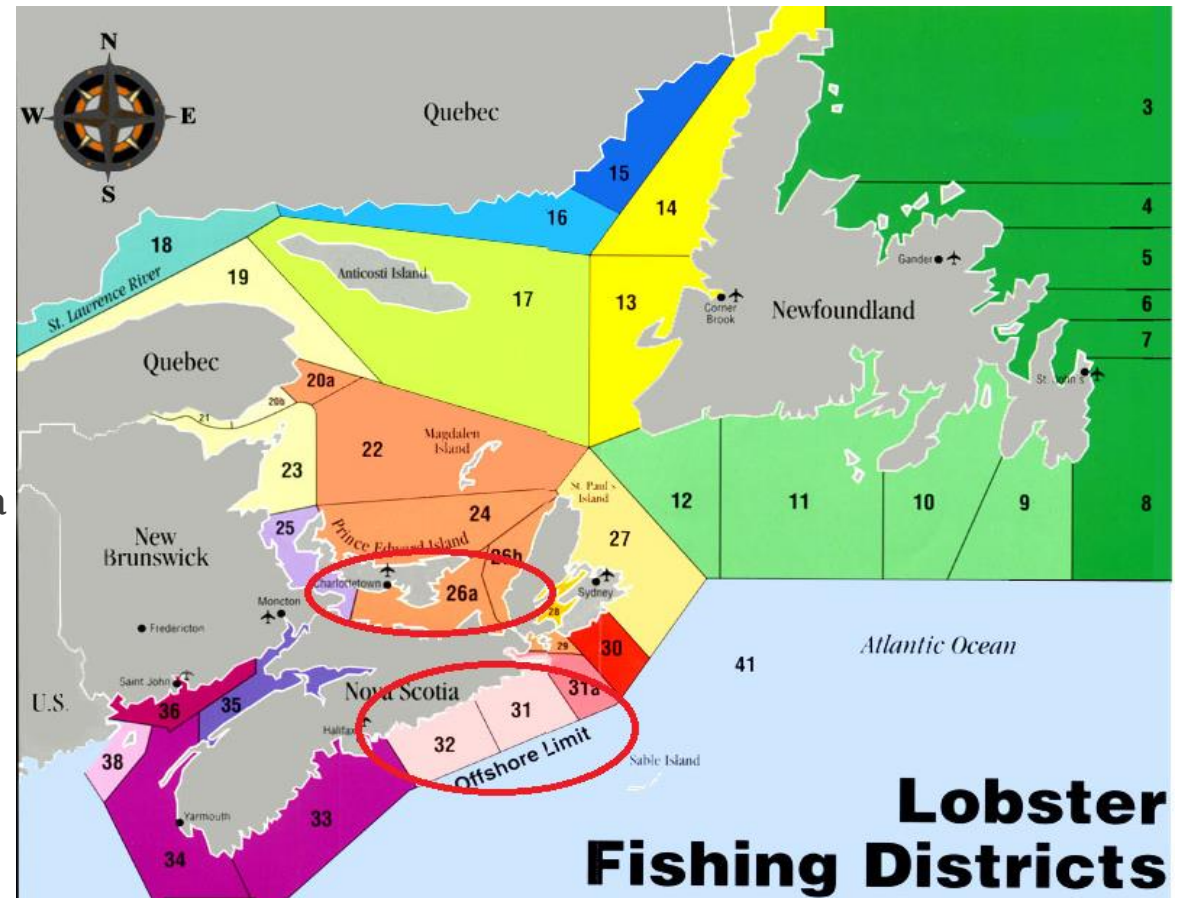 N
W
E
S
Quebec
3
15
14
16
4
18
Gander
5
19
Anticosti Island
17
13
6
St. Lawrence River
Corner
Brook
Newfoundland
7
Quebec
20a
St. John's
20b
21
Magdalen
Island
22
23
St. Paul's
Island
12
11
10
9
8
24
25
27
Prince Edward Island
New
Brunswick
26b
Charlottetown
26a
Sydney
Moncton
28
Fredericton
29
30
Atlantic Ocean
41
Saint John
35
Nova Scotia
31a
36
U.S.
31
Halifax
32
38
Offshore Limit
Sable Island
Yarmouth
33
34
Lobster
Fishing Districts
a